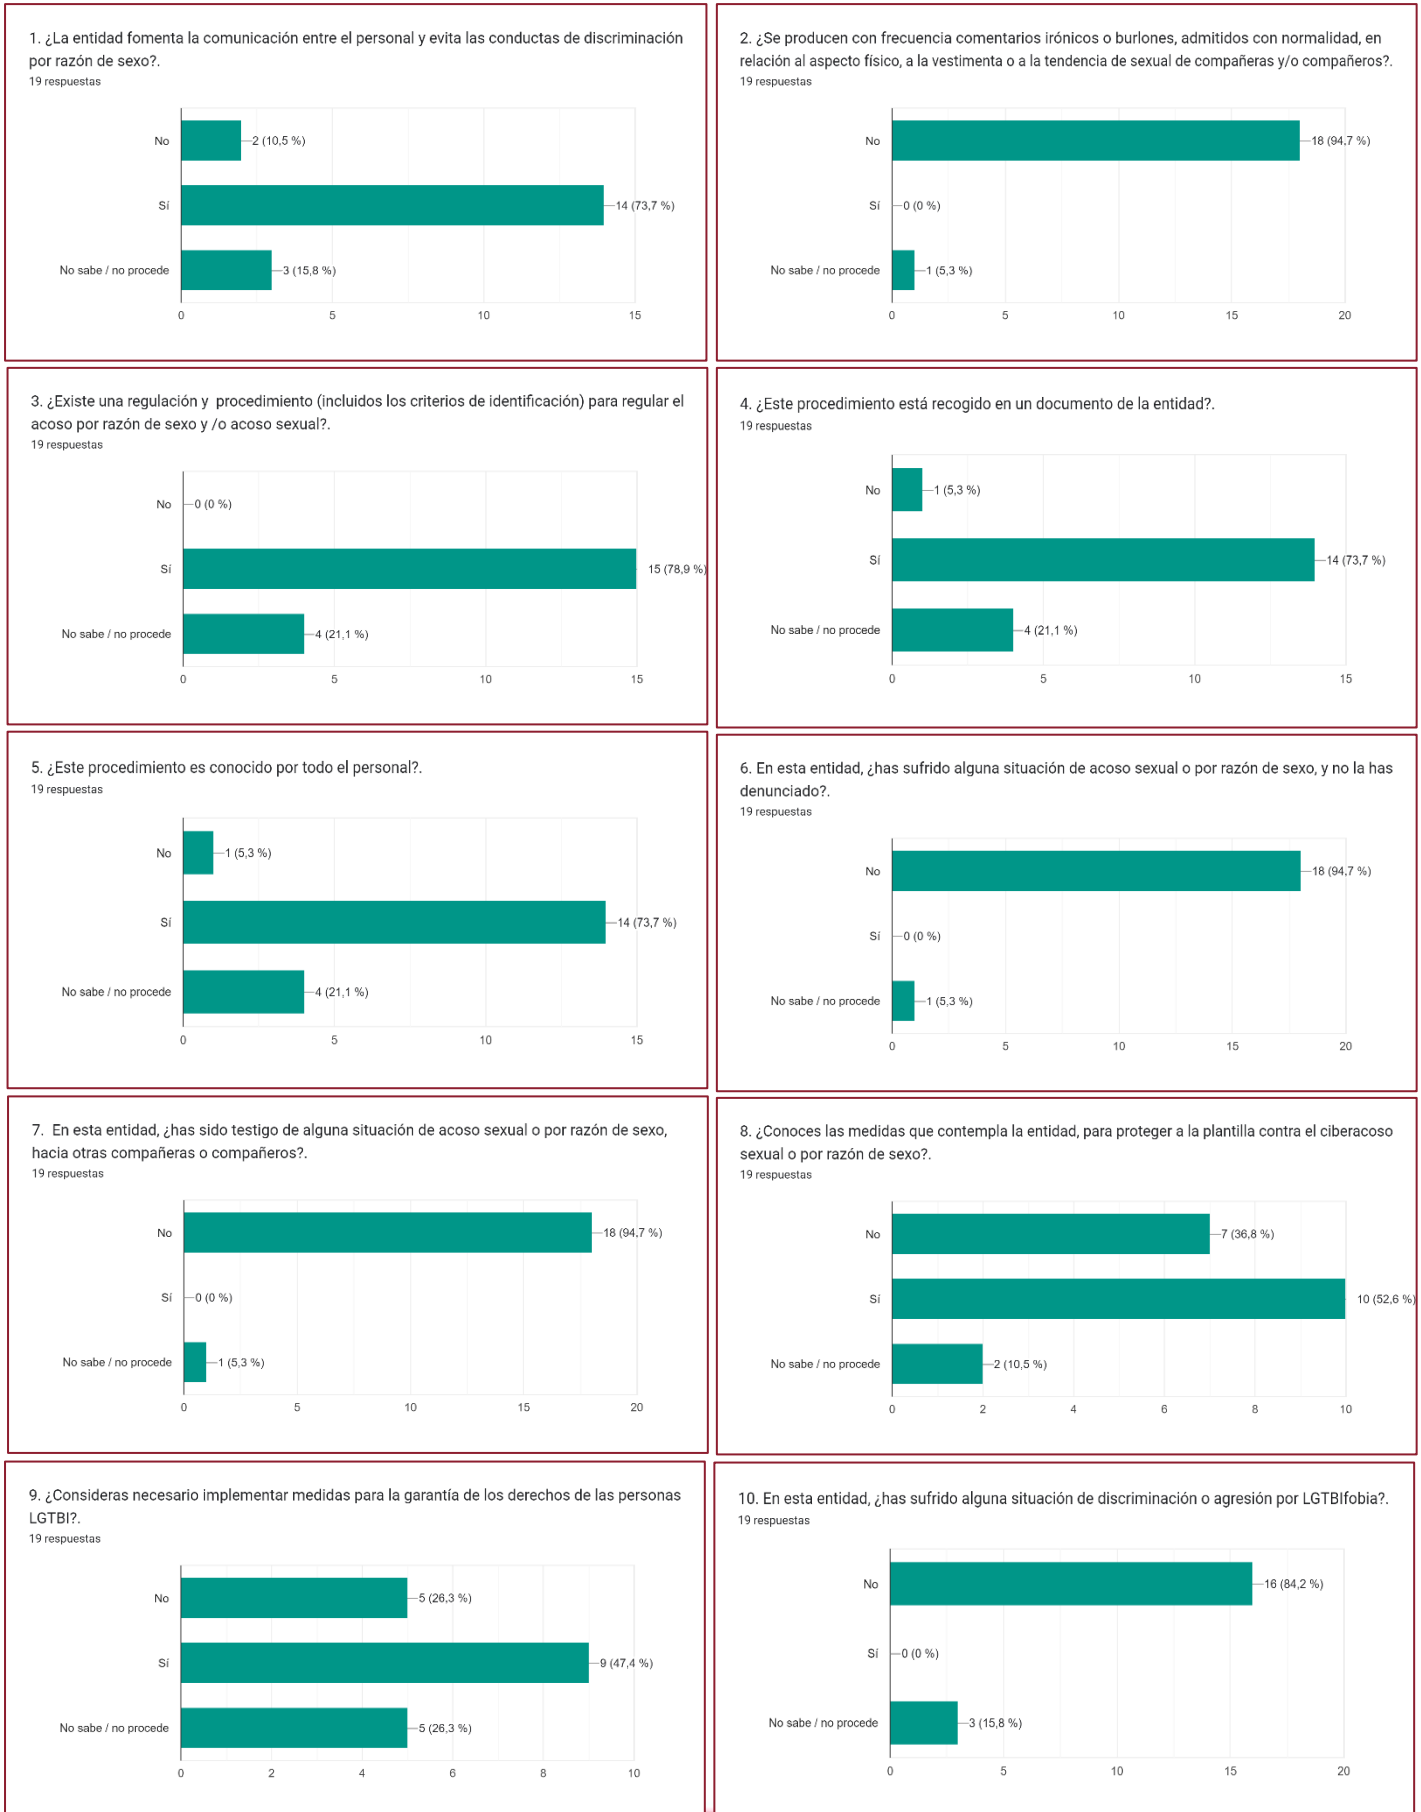 1. ¿La entidad fomenta la comunicación entre el personal y evita las conductas de discriminación
por razón de sexo?.
19 respuestas
No
2 (10,5 %)
Sí
14 (73,7 %)
No sabe / no procede
3 (15,8 %)
0 5 10 15
2. ¿Se producen con frecuencia comentarios irónicos o burlones, admitidos con normalidad, en
relación al aspecto físico, a la vestimenta o a la tendencia de sexual de compañeras y/o compañeros?.
19 respuestas
No
18 (94,7 %)
Sí
0 (0 %)
No sabe / no procede
1 (5,3 %)
0 5 10 15 20
3. ¿Existe una regulación y procedimiento (incluidos los criterios de identificación) para regular el
acoso por razón de sexo y /o acoso sexual?.
19 respuestas
No
0 (0 %)
Sí
15 (78,9 %)
No sabe / no procede
4 (21,1 %)
0 5 10 15
4. ¿Este procedimiento está recogido en un documento de la entidad?.
19 respuestas
No
1 (5,3 %)
Sí
14 (73,7 %)
No sabe / no procede
4 (21,1 %)
0 5 10 15
5. ¿Este procedimiento es conocido por todo el personal?.
19 respuestas
No
1 (5,3 %)
Sí
14 (73,7 %)
No sabe / no procede
4 (21,1 %)
0 5 10 15
6. En esta entidad, ¿has sufrido alguna situación de acoso sexual o por razón de sexo, y no la has
denunciado?.
19 respuestas
No
18 (94,7 %)
Sí
0 (0 %)
No sabe / no procede
1 (5,3 %)
0 5 10 15 20
7. En esta entidad, ¿has sido testigo de alguna situación de acoso sexual o por razón de sexo,
hacia otras compañeras o compañeros?.
19 respuestas
No
18 (94,7 %)
Sí
0 (0 %)
No sabe / no procede
1 (5,3 %)
0 5 10 15 20
8. ¿Conoces las medidas que contempla la entidad, para proteger a la plantilla contra el ciberacoso
sexual o por razón de sexo?.
19 respuestas
No
7 (36,8 %)
Sí
10 (52,6 %)
No sabe / no procede
2 (10,5 %)
0 2 4 6 8 10
9. ¿Consideras necesario implementar medidas para la garantía de los derechos de las personas
LGTBI?.
19 respuestas
No
5 (26,3 %)
Sí
9 (47,4 %)
No sabe / no procede
5 (26,3 %)
0 2 4 6 8 10
10. En esta entidad, ¿has sufrido alguna situación de discriminación o agresión por LGTBIfobia?.
19 respuestas
No
16 (84,2 %)
Sí
0 (0 %)
No sabe / no procede
3 (15,8 %)
0 5 10 15 20